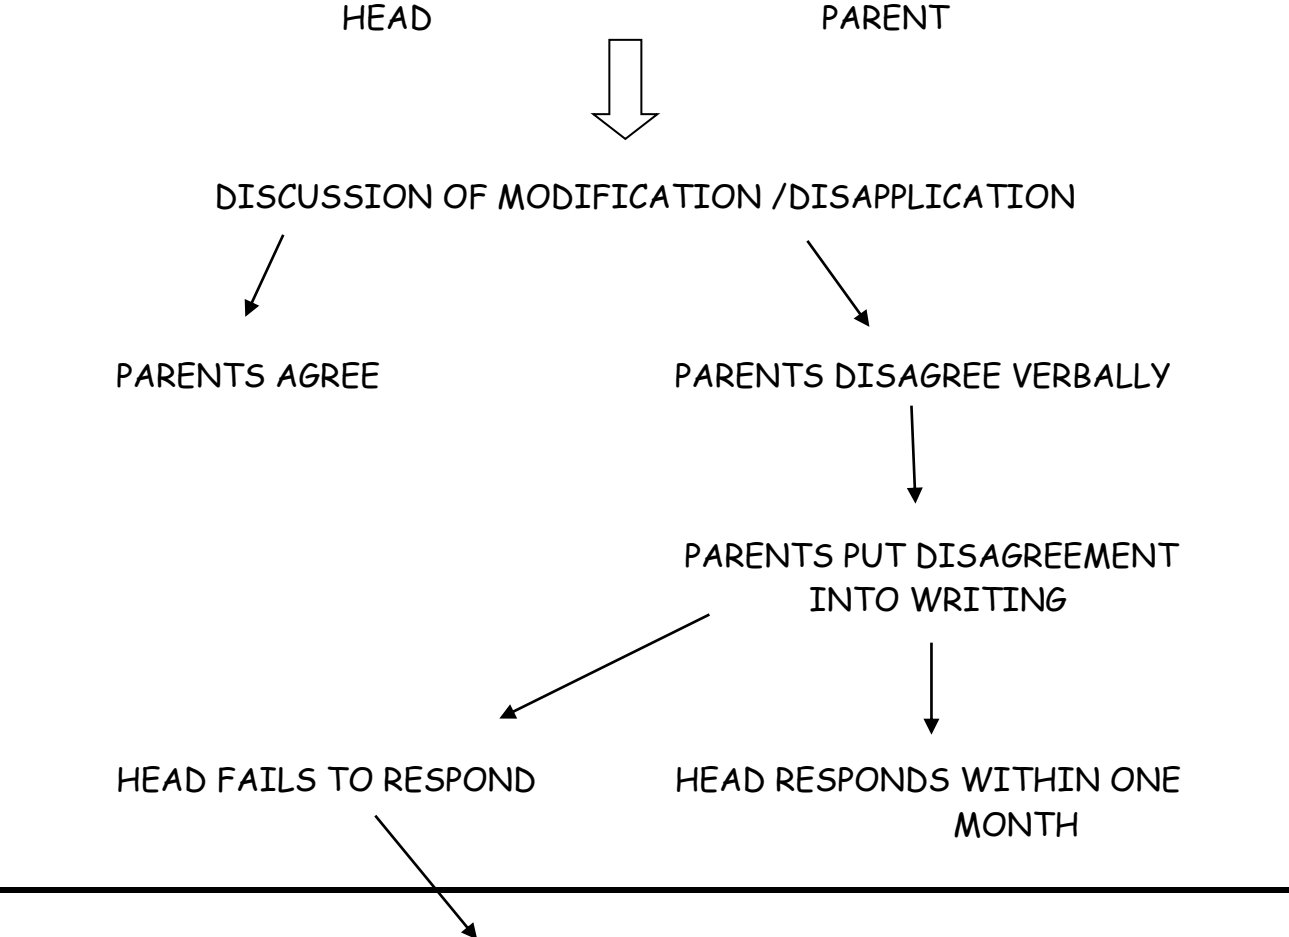 HEAD PARENT
DISCUSSION OF MODIFICATION /DISAPPLICATION
PARENTS AGREE PARENTS DISAGREE VERBALLY
PARENTS PUT DISAGREEMENT
INTO WRITING
HEAD FAILS TO RESPOND HEAD RESPONDS WITHIN ONE
MONTH